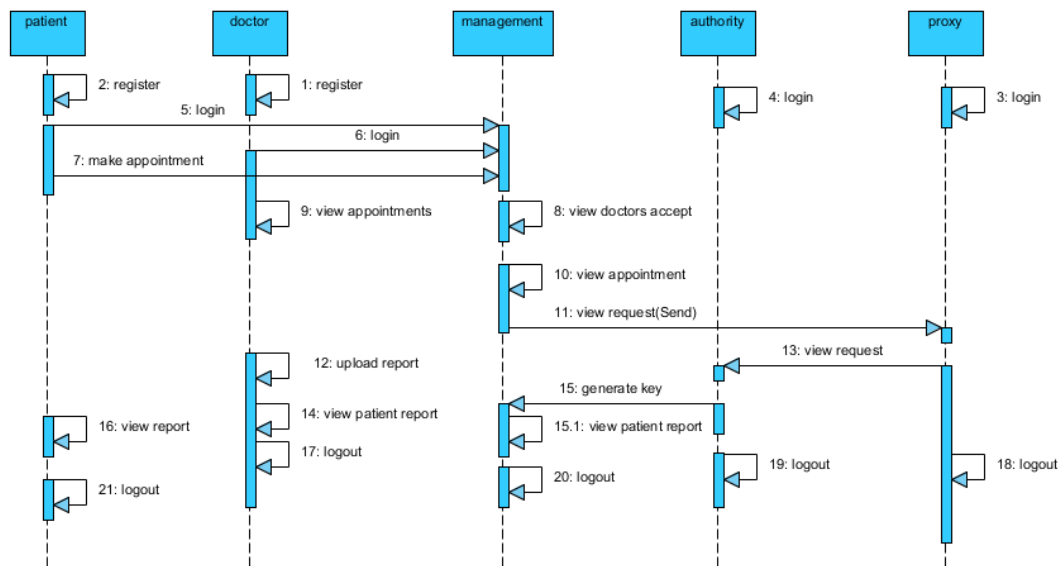 patient
doctor
management
authority
proxy
2: register
1: register
4: login
3: login
5: login
6: login
7: make appointment
9: view appointments
8: view doctors accept
10: view appointment
11: view request(Send)
12: upload report
13: view request
15: generate key
14: view patient report
16: view report
15.1: view patient report
17: logout
21: logout
20: logout
19: logout
18: logout